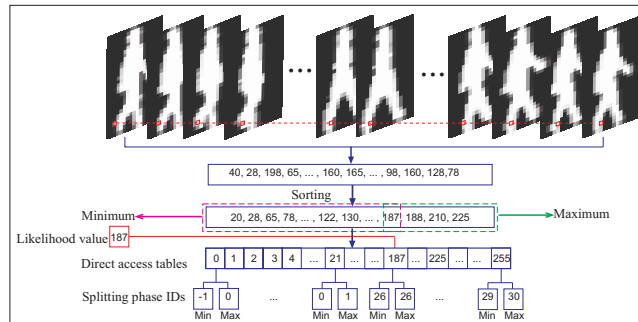 ... ... 
40, 28, 198, 65, ... , 160, 165, ... , 98, 160, 128,78
Sorting
Minimum
20, 28, 65, 78, ... , 122, 130, ... , 187 188, 210, 225
Maximum
Likelihood value 187
Direct access tables 0 1 2 3 4 ... 21 ... ... 187 ... 225 ... ... 255
Splitting phase IDs -1 0 ... 0 1 26 26 ... 29 30
Min Max Min Max Min Max Min Max